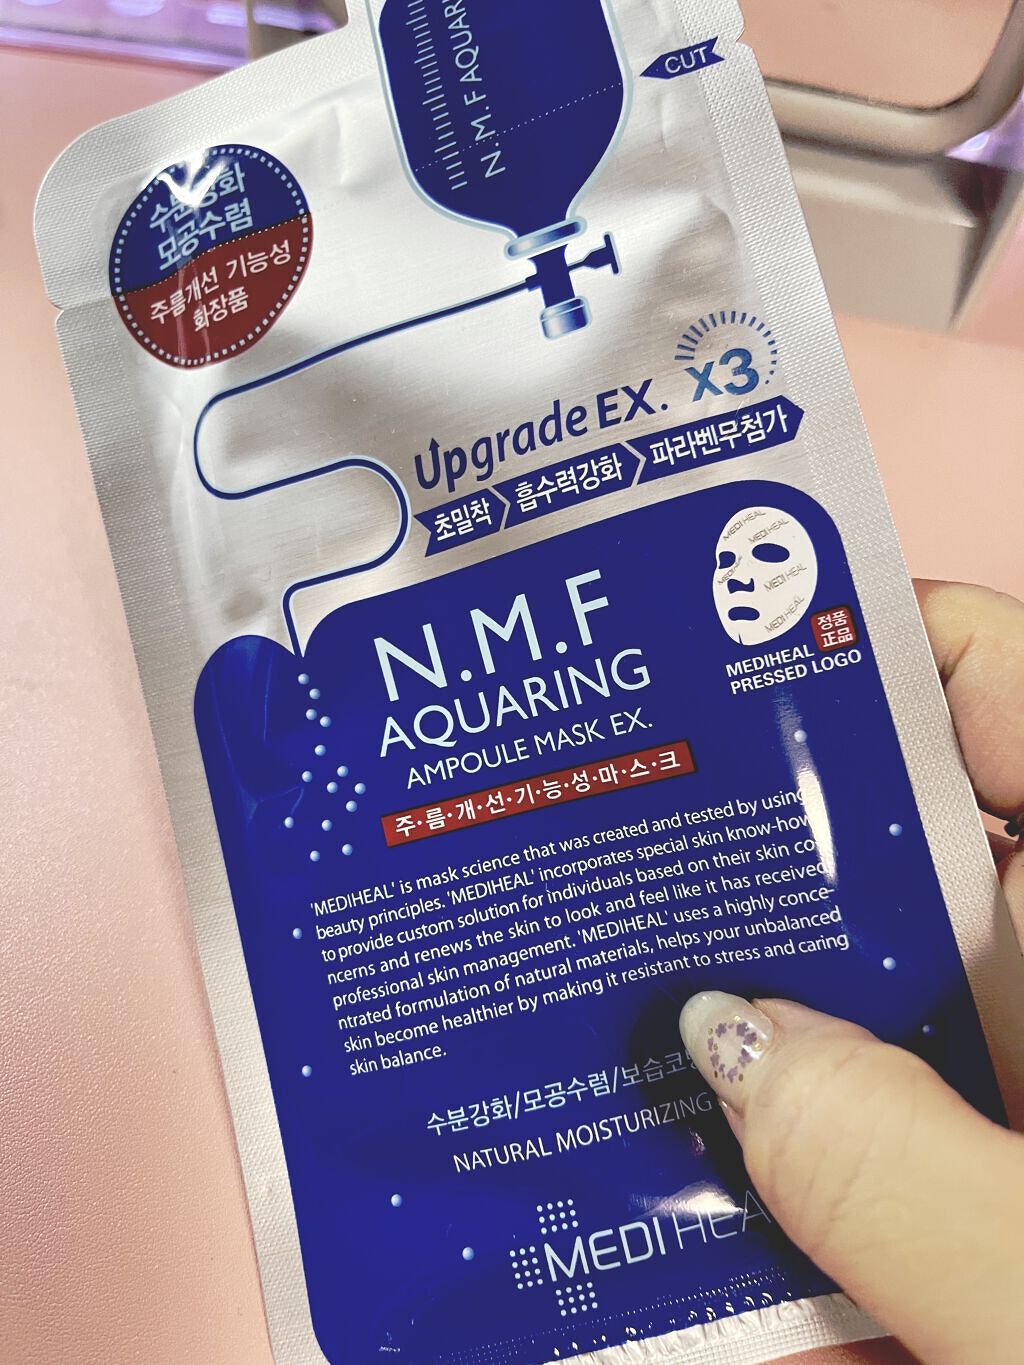 N.M.F AQUAR
CUT
수분강화
모공수렴
주름개선 기능성
화장품
Upgrade EX. x3
초밀착 흡수력강화 파라벤무첨가
MEDIHEAL
MEDIHEAL
MEDIHEAL
MEDIHEAL
정품
正品
MEDIHEAL
PRESSED LOGO
N.M.F
AQUARING
AMPOULE MASK EX.
주·름·개·선·기·능·성·마·스·크
'MEDIHEAL' is mask science that was created and tested by using
beauty principles. 'MEDIHEAL' incorporates special skin know-how
to provide custom solution for individuals based on their skin co
ncerns and renews the skin to look and feel like it has received
professional skin management. 'MEDIHEAL' uses a highly conce-
ntrated formulation of natural materials, helps your unbalanced
skin become healthier by making it resistant to stress and caring
skin balance.
수분강화/모공수렴/보습코
NATURAL MOISTURIZING
MEDIHEA